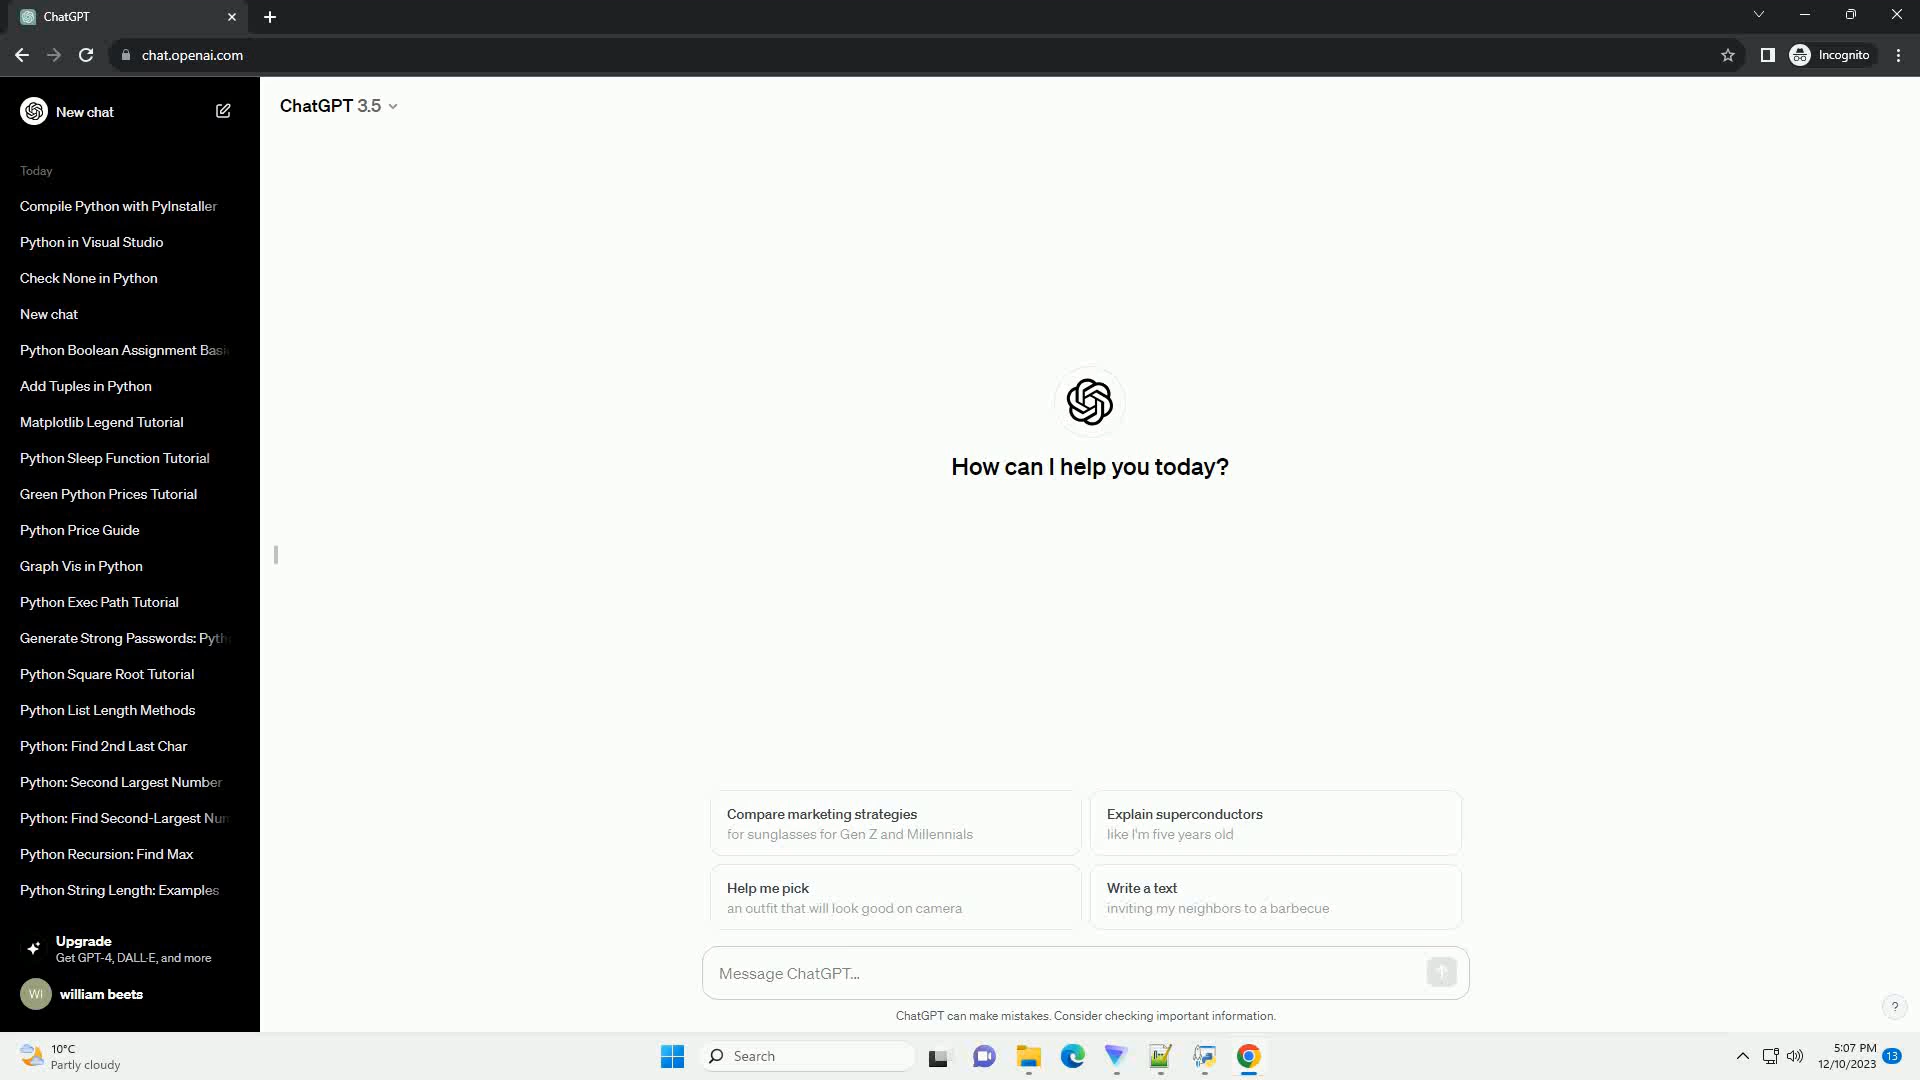 ChatGPT
chat.openai.com
Incognito
New chat
ChatGPT 3.5
Today
Compile Python with PyInstaller
Python in Visual Studio
Check None in Python
New chat
Python Boolean Assignment Basi
Add Tuples in Python
Matplotlib Legend Tutorial
Python Sleep Function Tutorial
Green Python Prices Tutorial
Python Price Guide
Graph Vis in Python
Python Exec Path Tutorial
Generate Strong Passwords: Pyth
Python Square Root Tutorial
Python List Length Methods
Python: Find 2nd Last Char
Python: Second Largest Number
Python: Find Second-Largest Num
Python Recursion: Find Max
Python String Length: Examples
Upgrade
Get GPT-4, DALL·E, and more
WI
william beets
How can I help you today?
Compare marketing strategies
for sunglasses for Gen Z and Millennials
Explain superconductors
like I'm five years old
Help me pick
an outfit that will look good on camera
Write a text
inviting my neighbors to a barbecue
Message ChatGPT...
ChatGPT can make mistakes. Consider checking important information.
?
10°C
Partly cloudy
Search
5:07 PM
12/10/2023
13